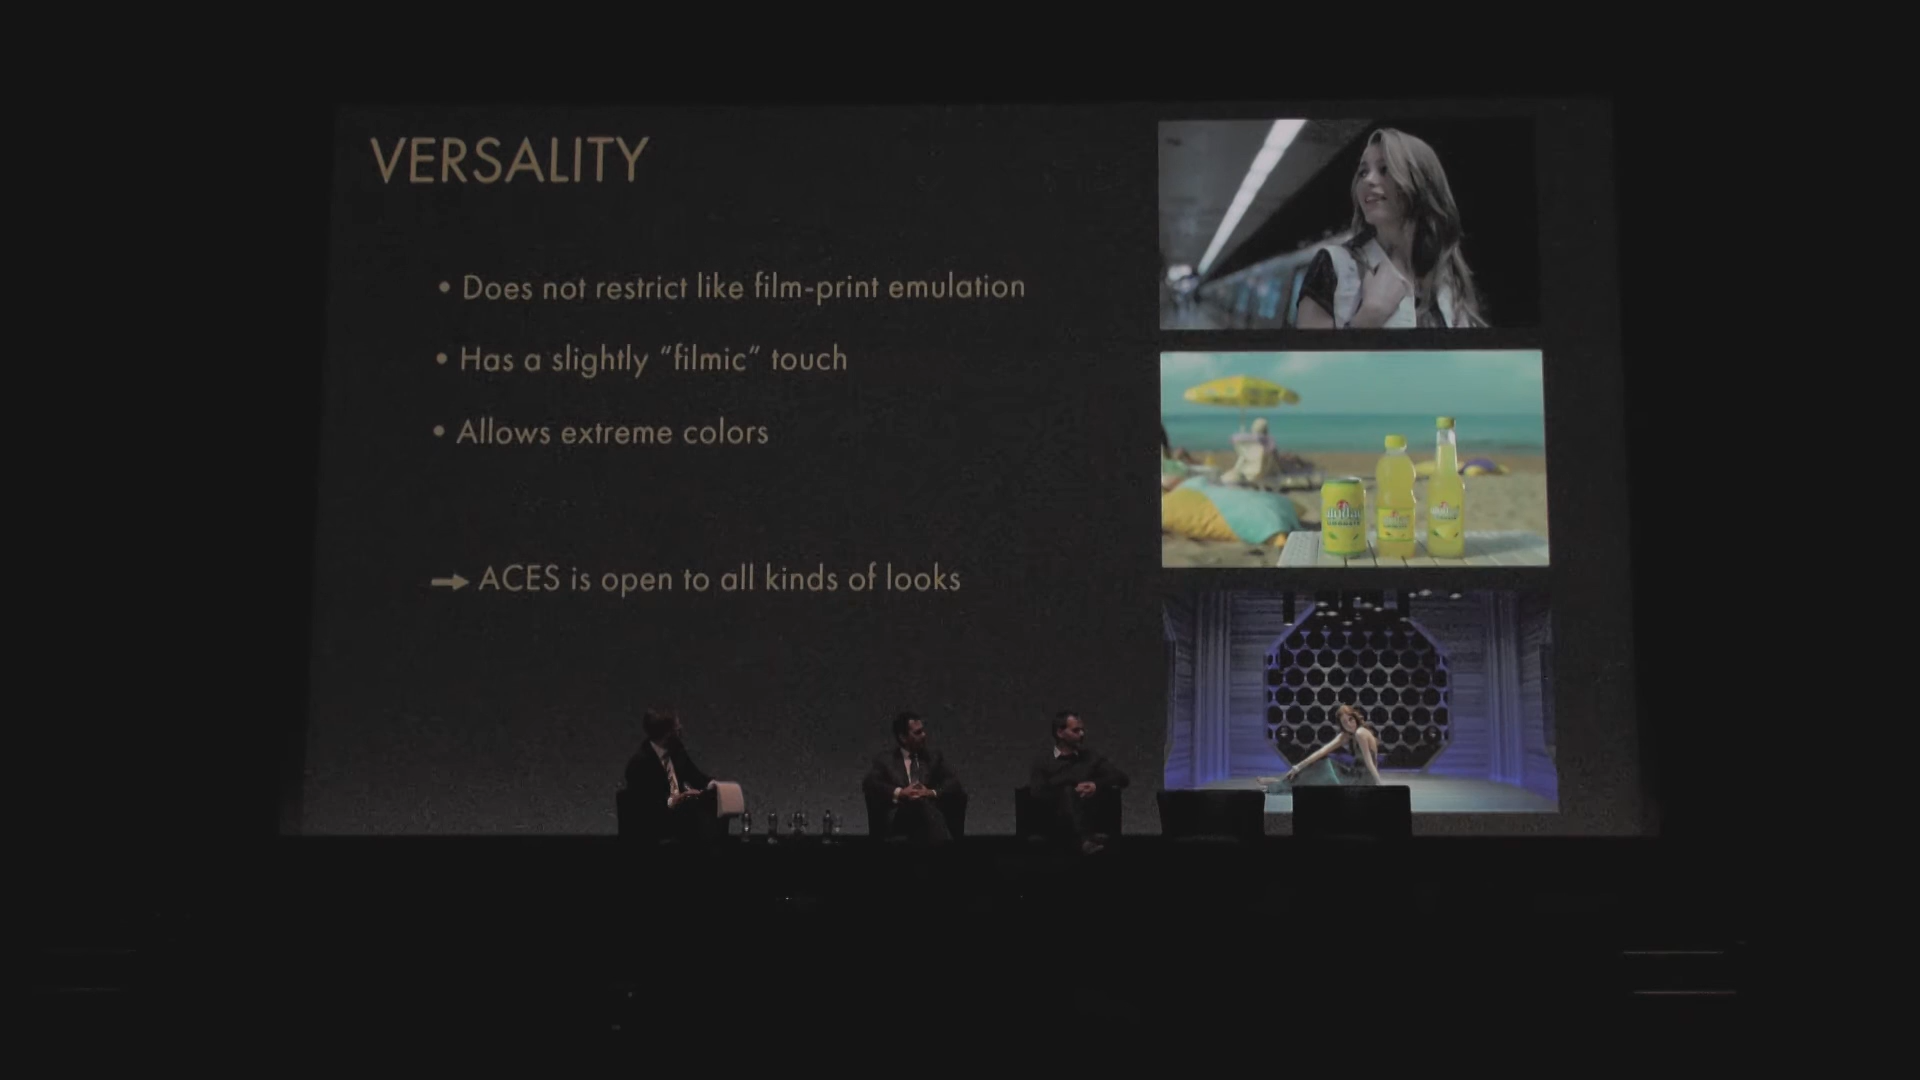 VERSALITY
• Does not restrict like film-print emulation
• Has a slightly “filmic” touch
• Allows extreme colors
➡ ACES is open to all kinds of looks